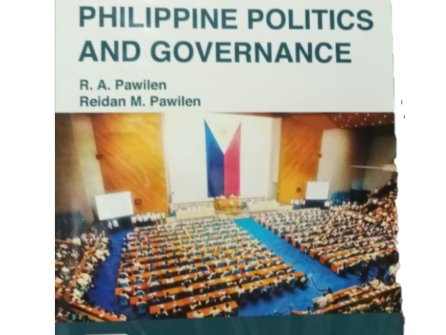 PHILIPPINE POLITICS
AND GOVERNANCE
R. A. Pawilen
Reidan M. Pawilen